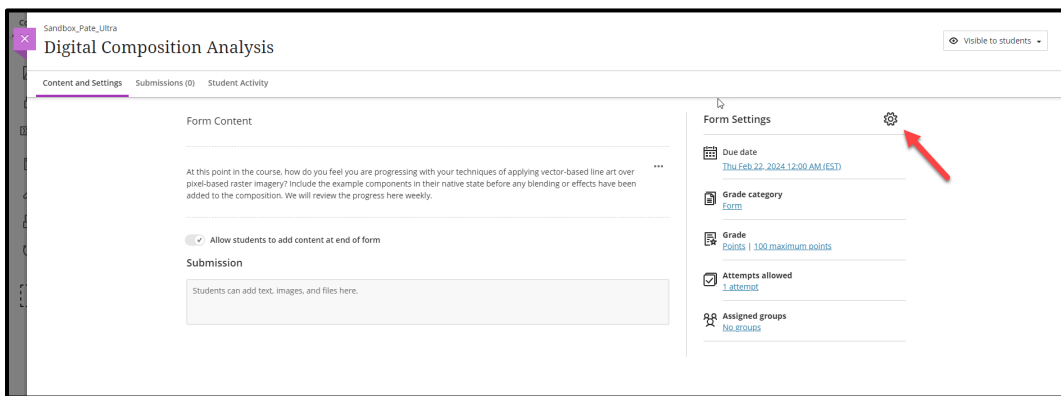 Sandbox_Pate_Ultra
Digital Composition Analysis
Visible to students
Content and Settings Submissions (0) Student Activity
Form Content
At this point in the course, how do you feel you are progressing with your techniques of applying vector-based line art over
pixel-based raster imagery? Include the example components in their native state before any blending or effects have been
added to the composition. We will review the progress here weekly.
Allow students to add content at end of form
Submission
Students can add text, images, and files here.
Form Settings
Due date
Thu Feb 22, 2024 12:00 AM (EST)
Grade category
Form
Grade
Points | 100 maximum points
Attempts allowed
1 attempt
Assigned groups
No groups